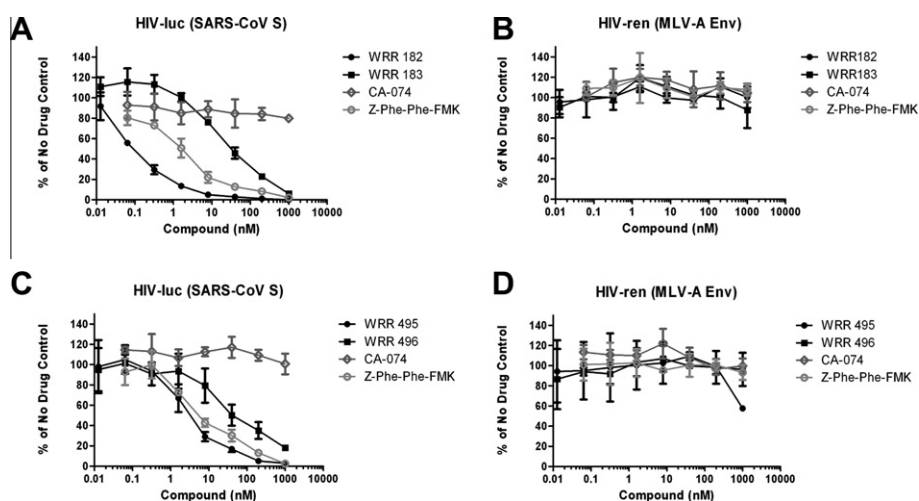 A
HIV-luc (SARS-CoV S)
% of No Drug Control
140
120
100
80
60
40
20
0
0.01 0.1 1 10 100 1000 10000
Compound (nM)
WRR 182
WRR 183
CA-074
Z-Phe-Phe-FMK
B
HIV-ren (MLV-A Env)
% of No Drug Control
140
120
100
80
60
40
20
0
0.01 0.1 1 10 100 1000 10000
Compound (nM)
WRR182
WRR183
CA-074
Z-Phe-Phe-FMK
C
HIV-luc (SARS-CoV S)
% of No Drug Control
140
120
100
80
60
40
20
0
0.01 0.1 1 10 100 1000 10000
Compound (nM)
WRR 495
WRR 496
CA-074
Z-Phe-Phe-FMK
D
HIV-ren (MLV-A Env)
% of No Drug Control
140
120
100
80
60
40
20
0
0.01 0.1 1 10 100 1000 10000
Compound (nM)
WRR 495
WRR 496
CA-074
Z-Phe-Phe-FMK